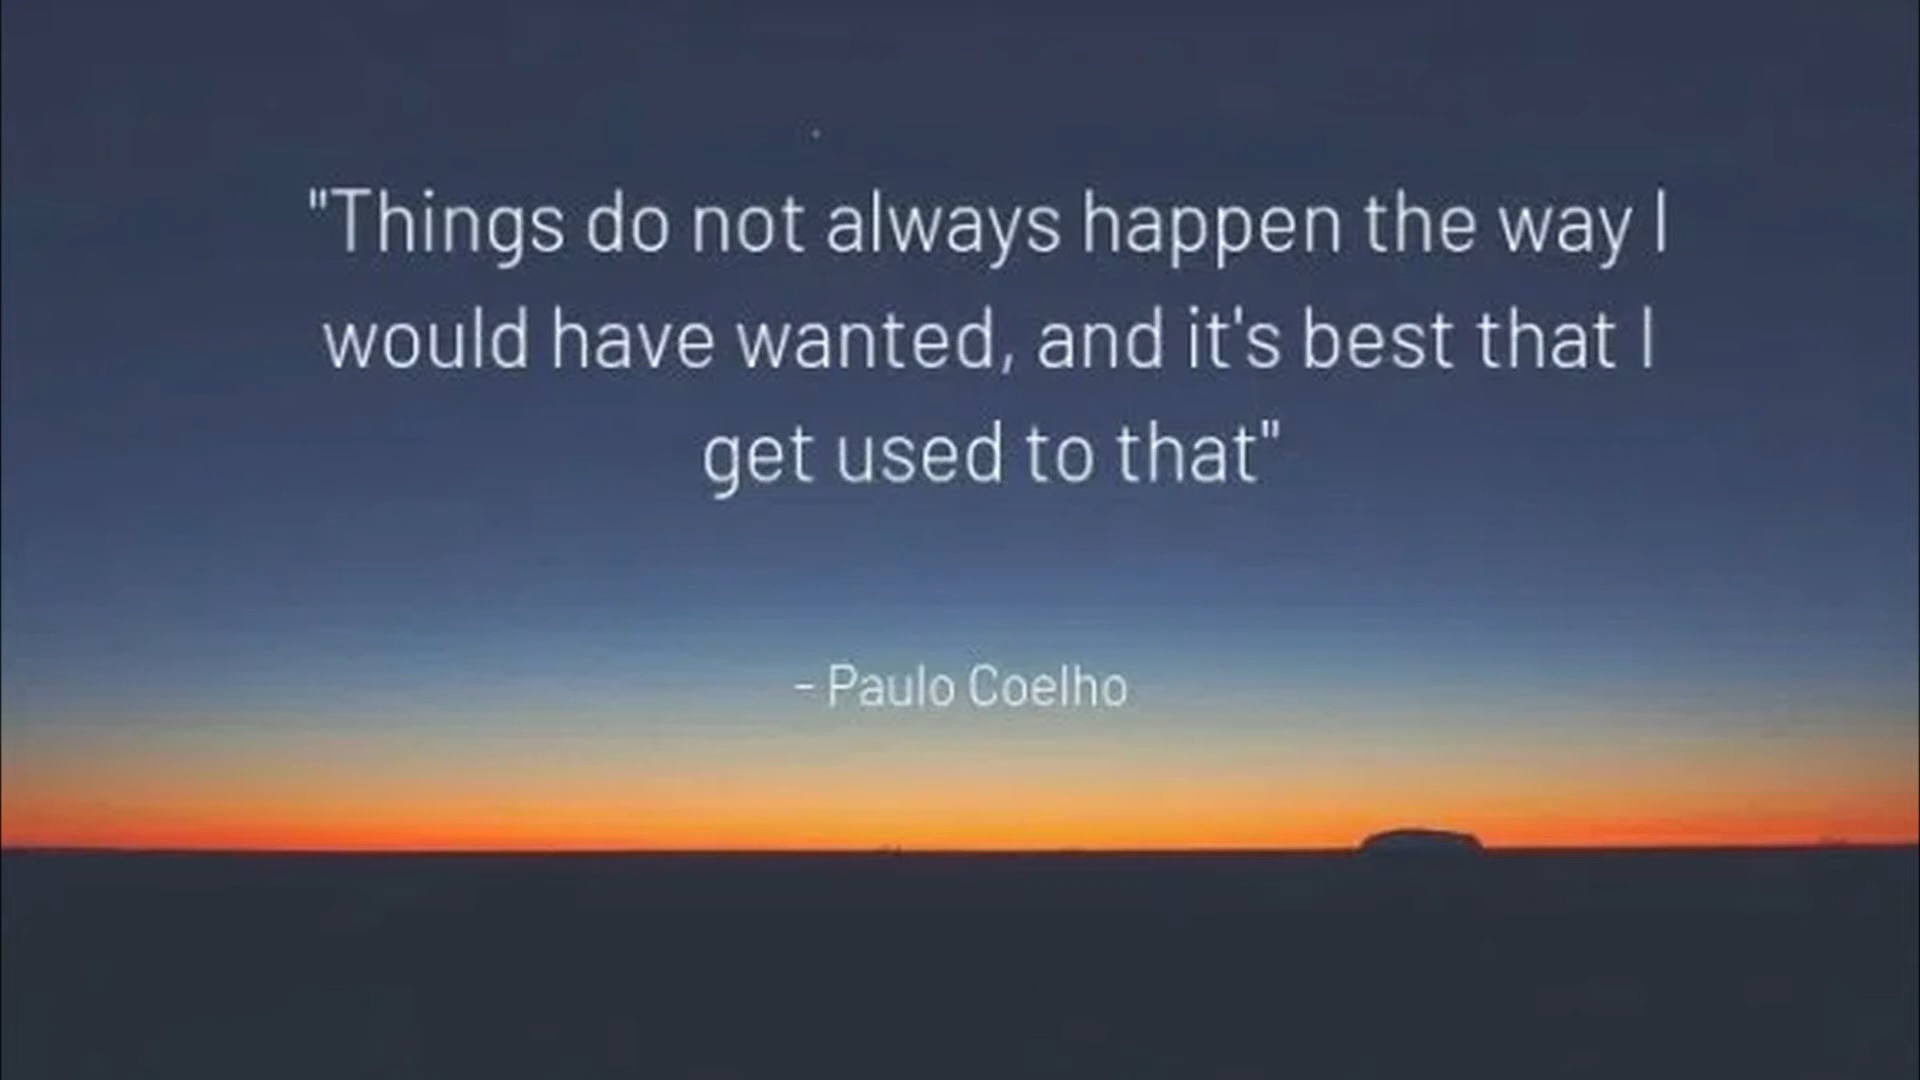 "Things do not always happen the way I
would have wanted, and it's best that I
get used to that"
- Paulo Coelho